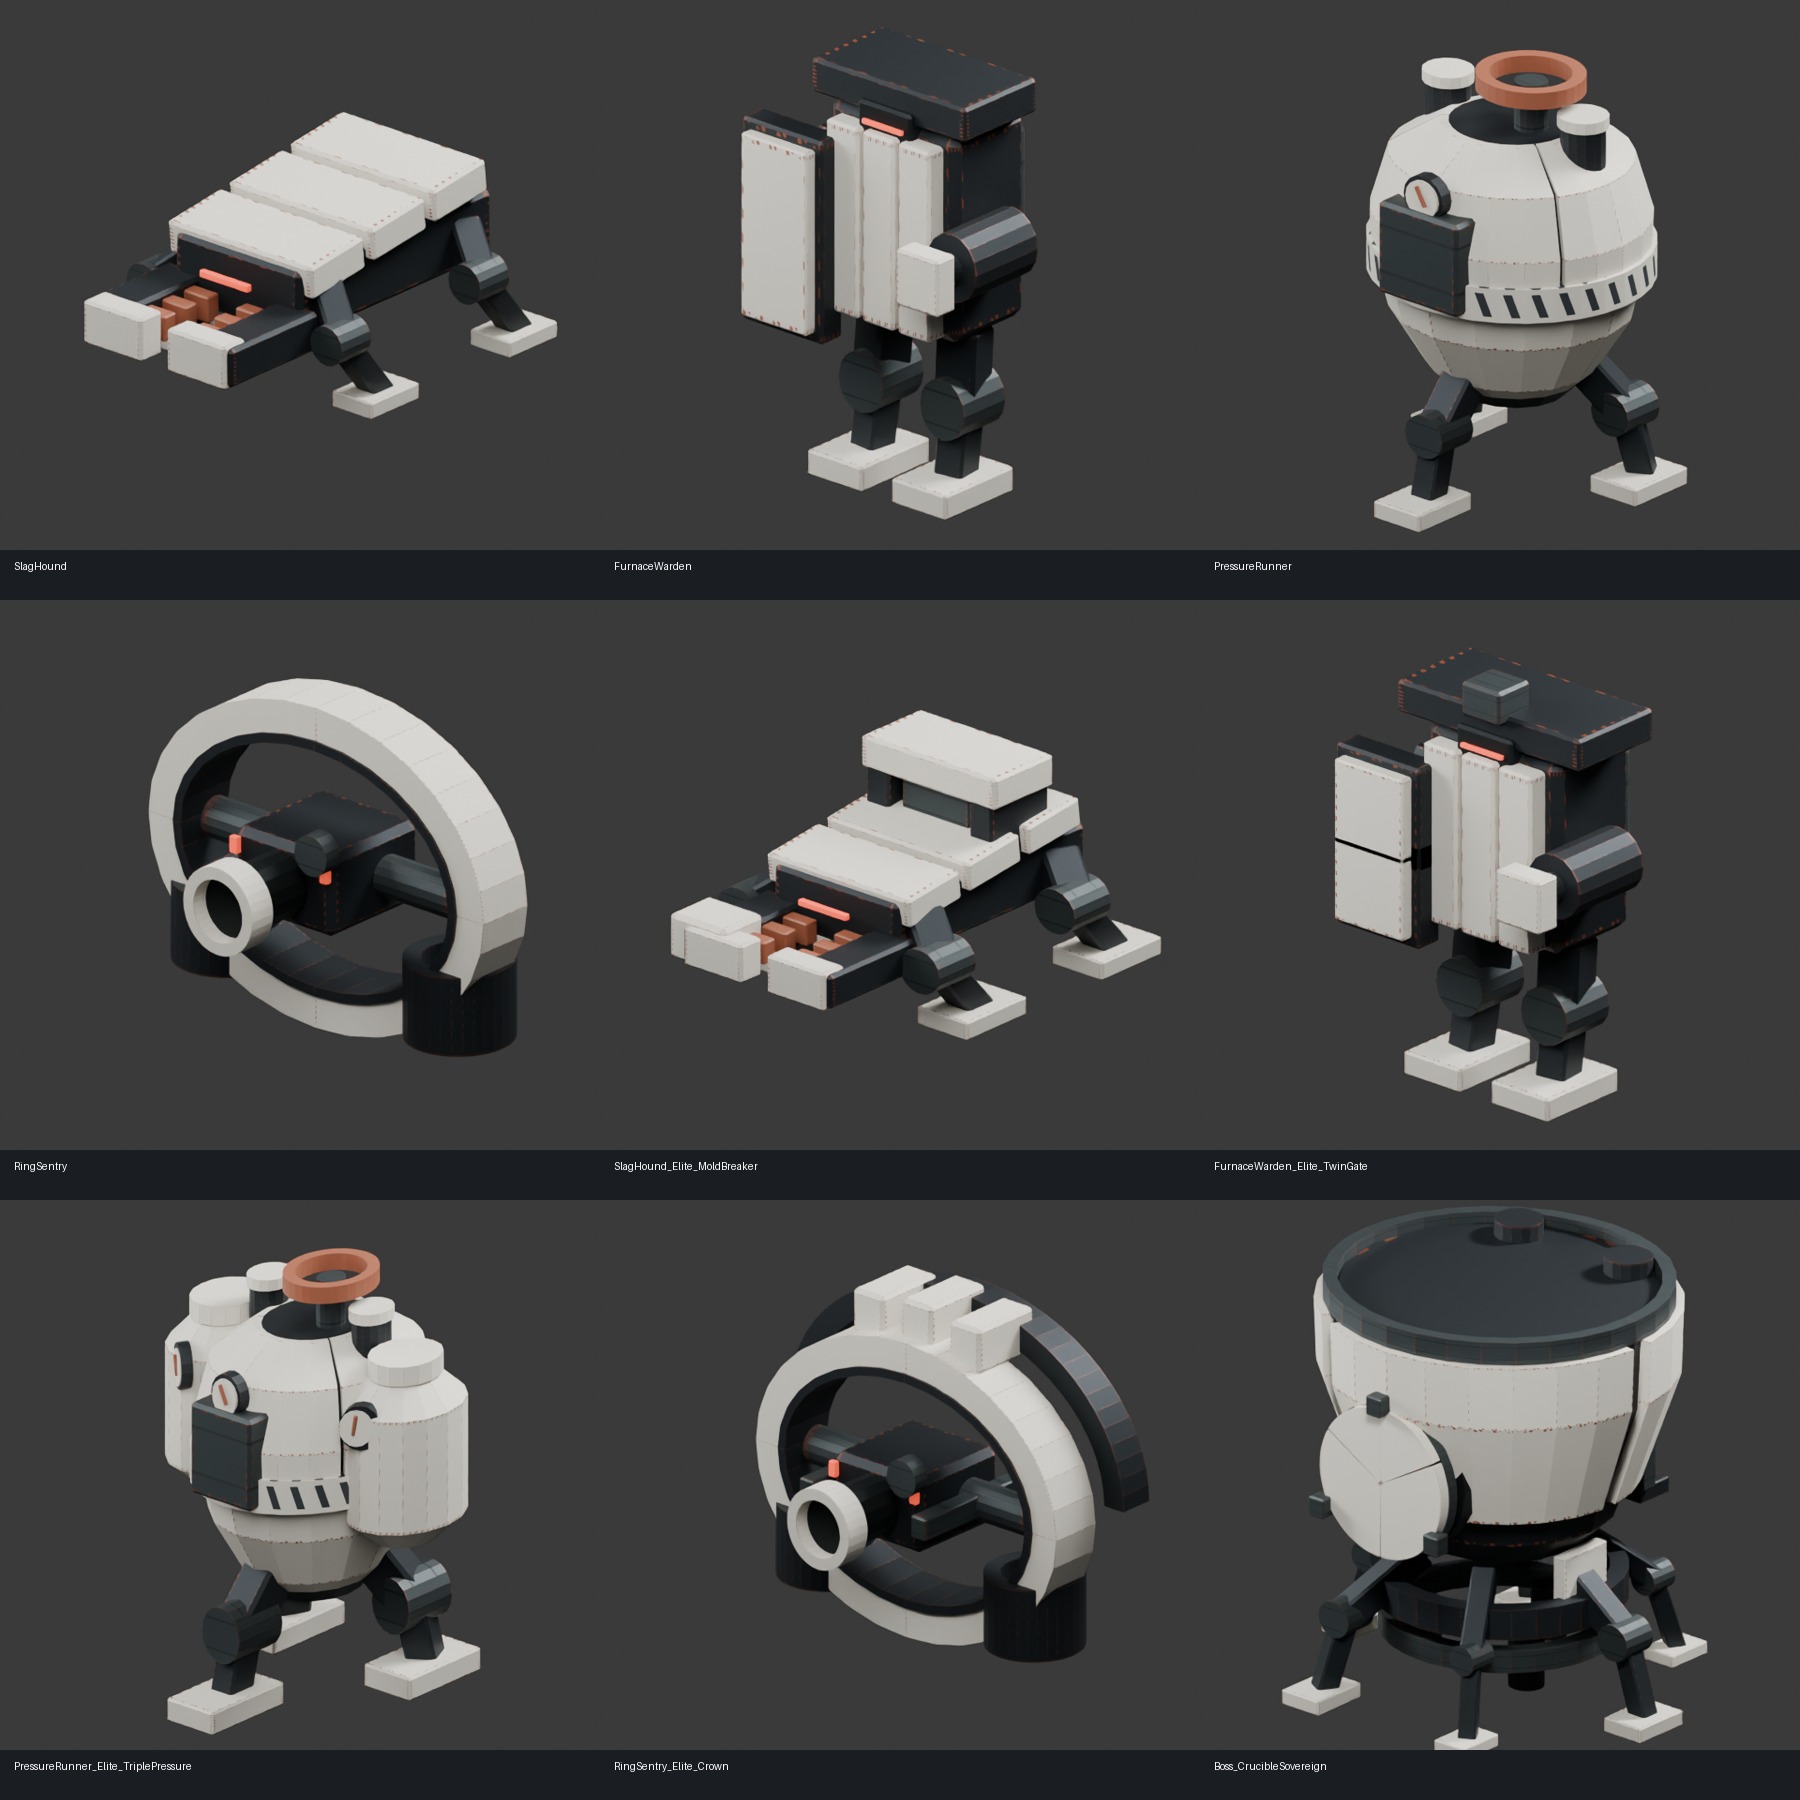 SlagHound
FurnaceWarden
PressureRunner
RingSentry
SlagHound_Elite_MoldBreaker
FurnaceWarden_Elite_TwinGate
PressureRunner_Elite_TriplePressure
RingSentry_Elite_Crown
Boss_CrucibleSovereign